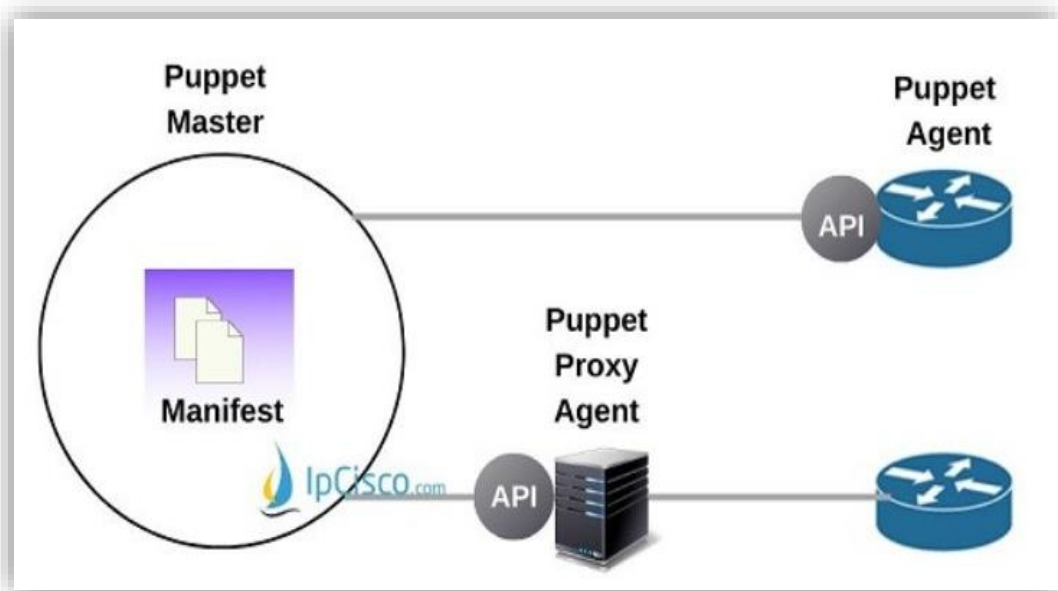 Puppet
Master
Puppet
Agent
API
Manifest
Puppet
Proxy
Agent
IpCisco.com
API